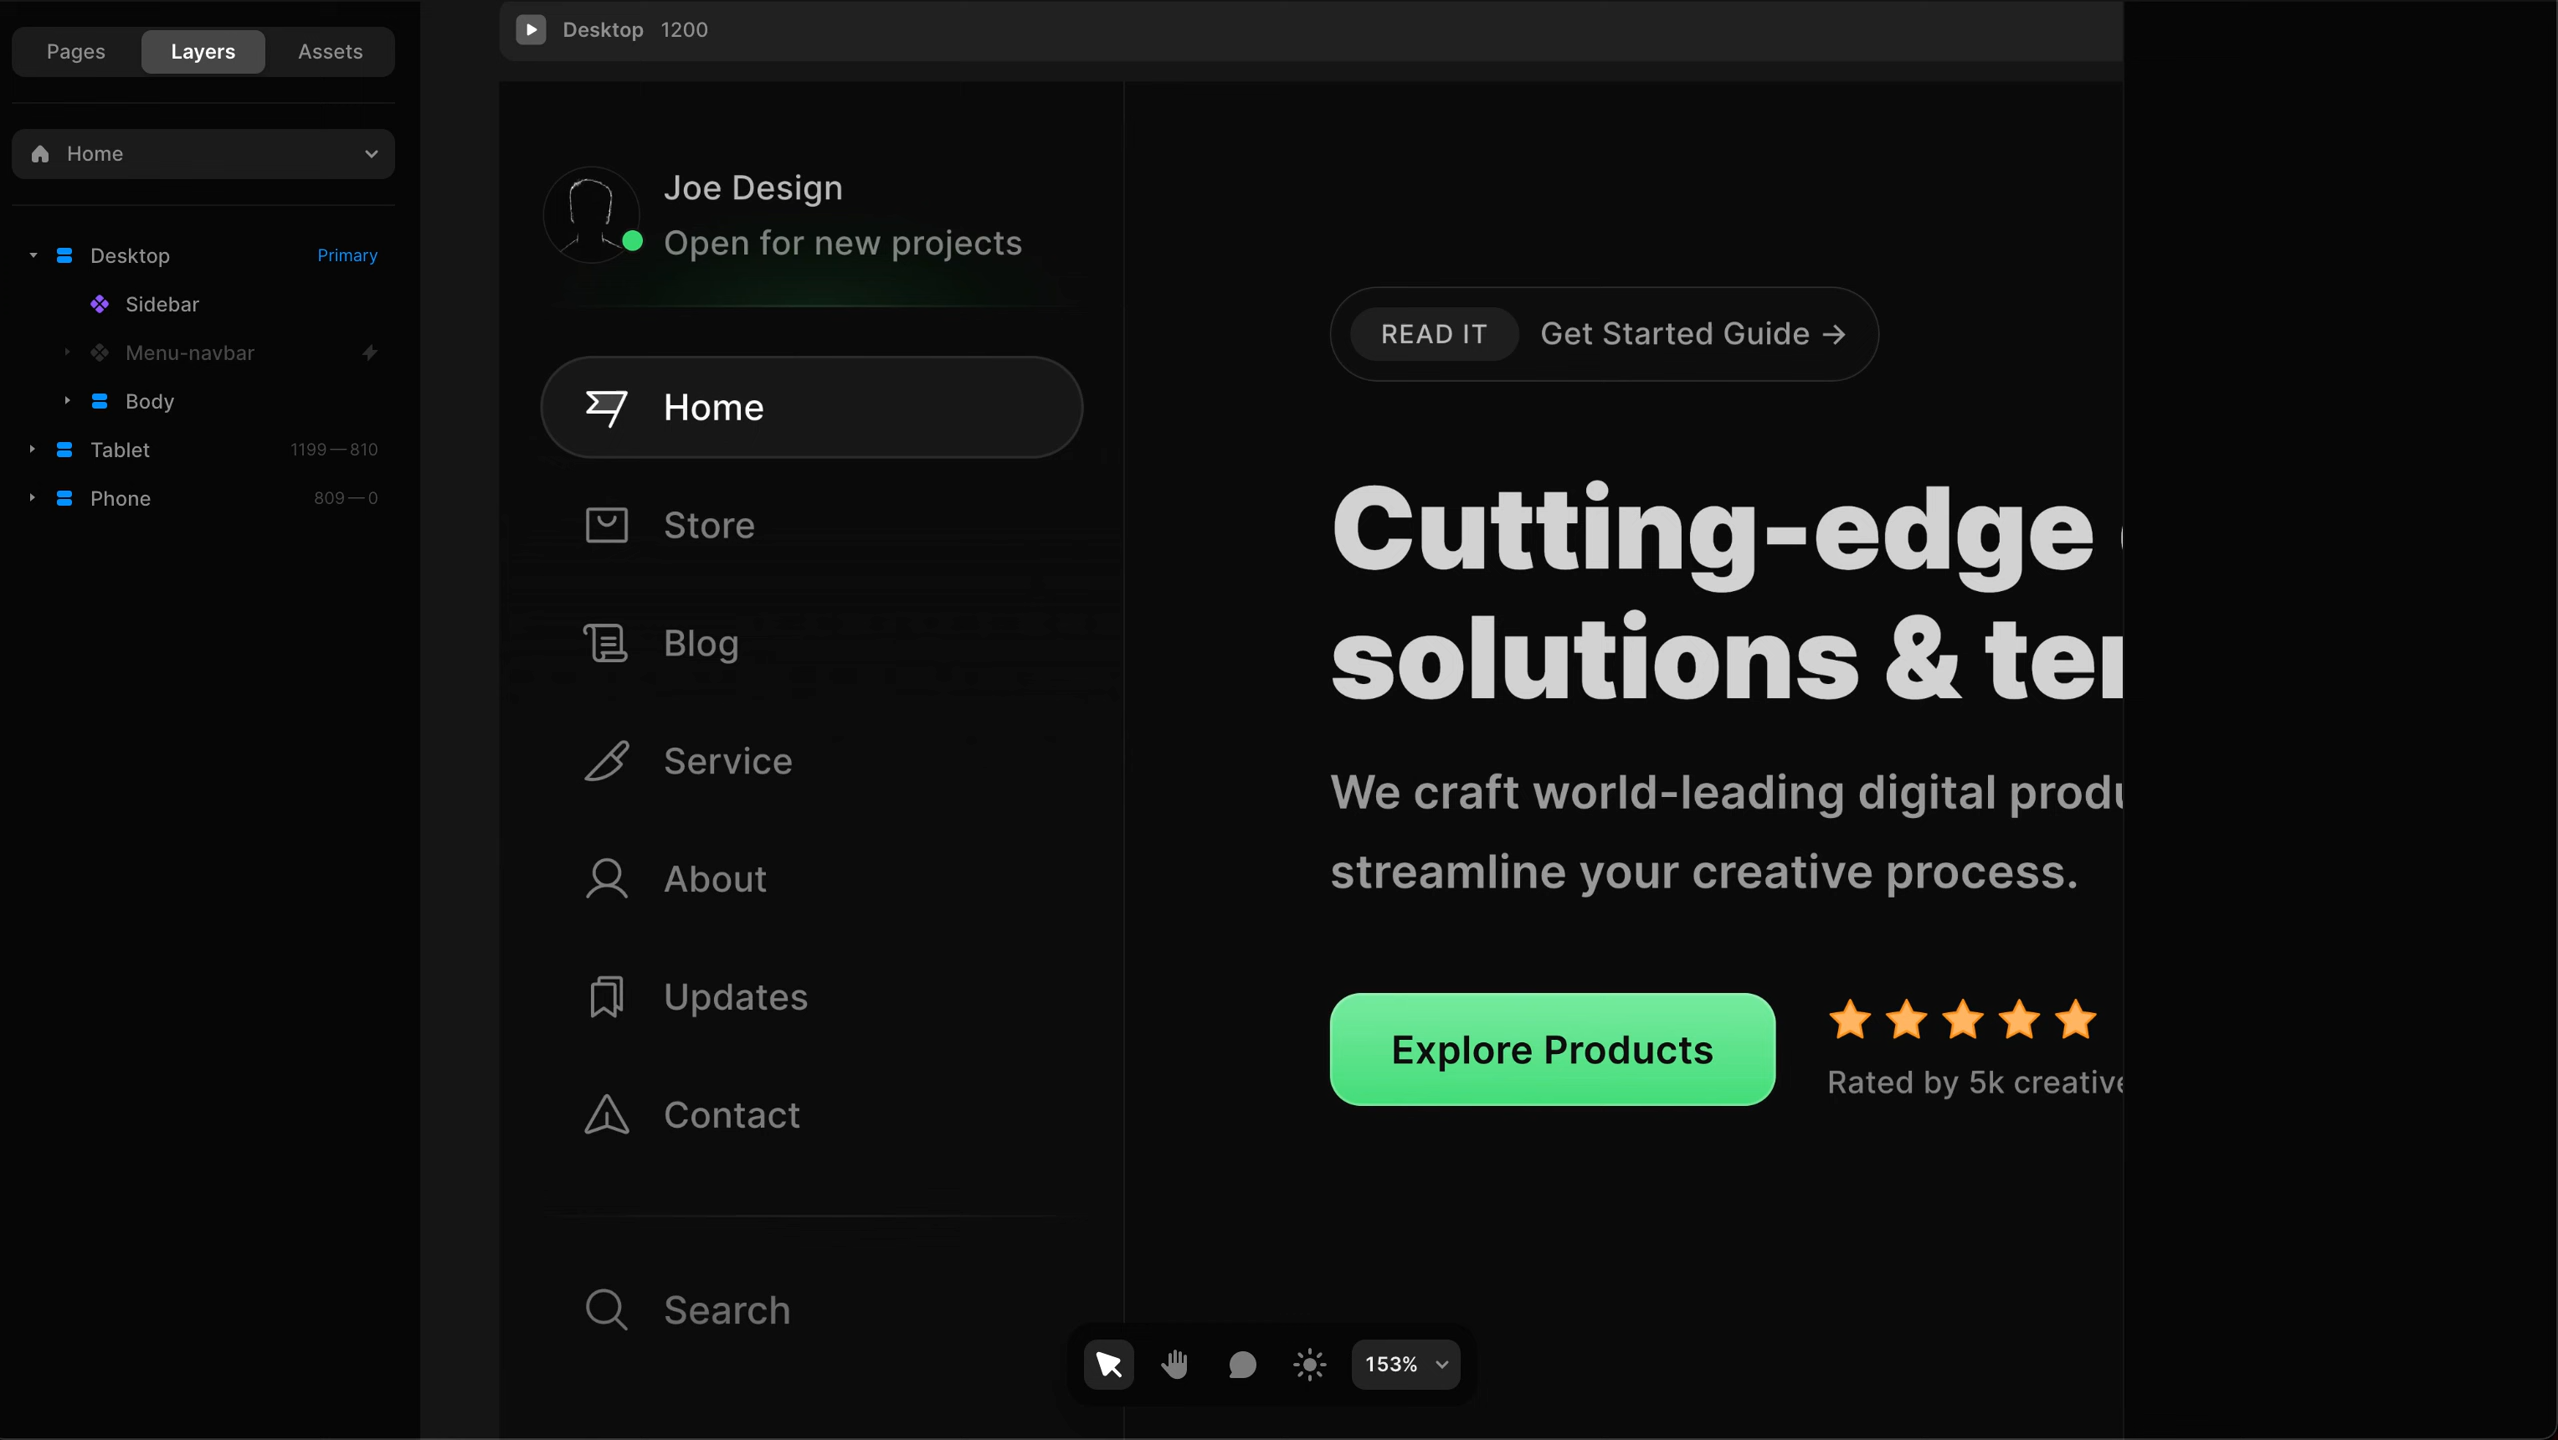 Pages
Layers
Assets
Home
Desktop
Primary
Sidebar
Menu-navbar
Body
Tablet
1199—810
Phone
809—0
Desktop 1200
Joe Design
Open for new projects
Home
Store
Blog
Service
About
Updates
Contact
Search
READ IT
Get Started Guide →
Cutting-edge
solutions & ter
We craft world-leading digital produ
streamline your creative process.
Explore Products
Rated by 5k creative
153%